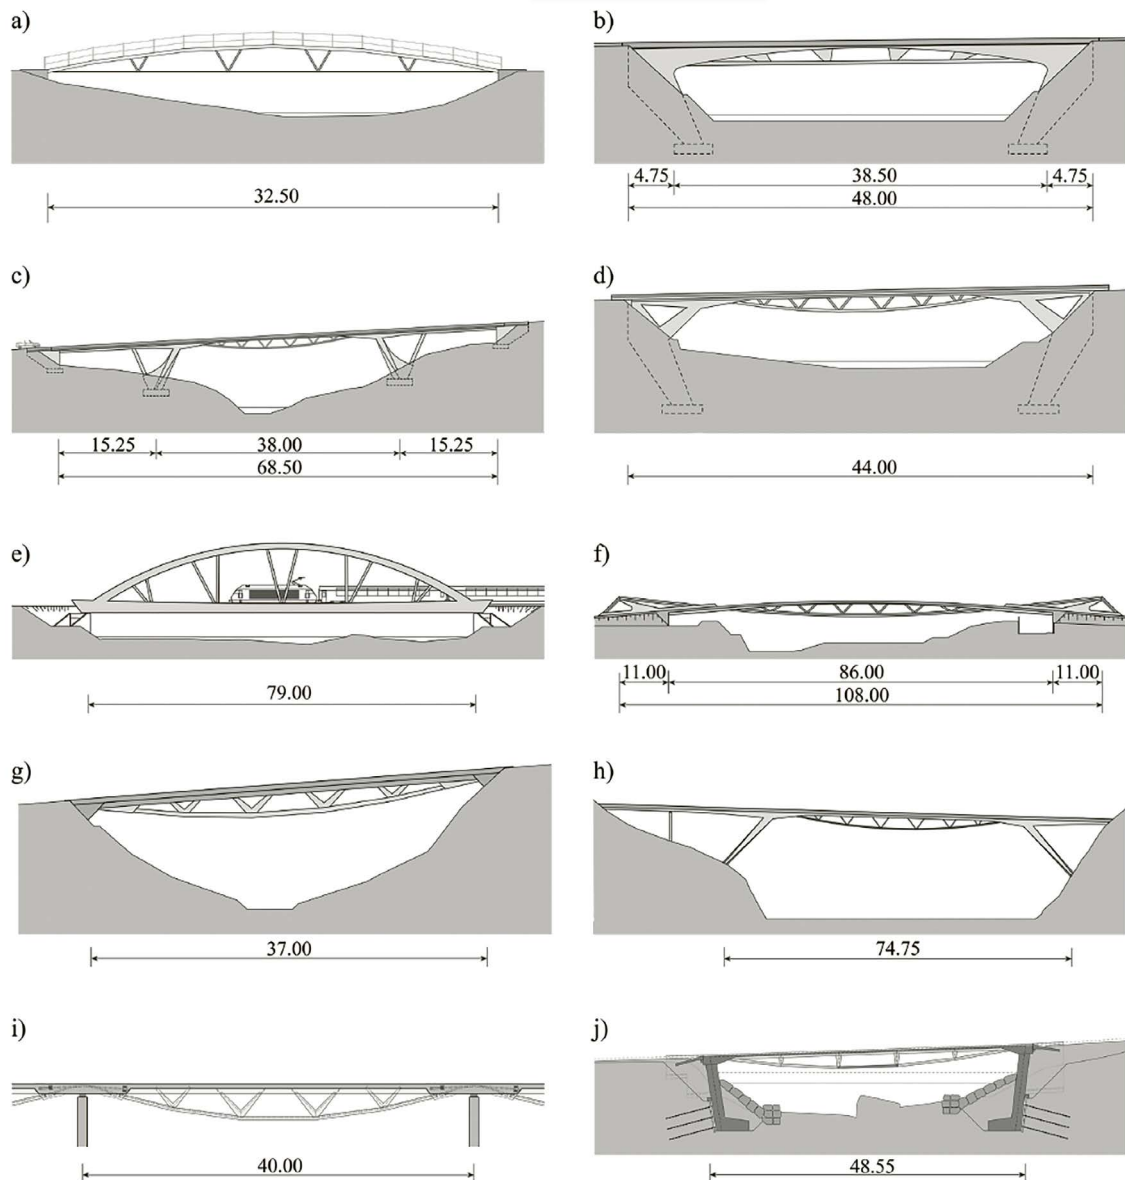 a)
b)
32.50
4.75 38.50 4.75
48.00
c)
d)
15.25 38.00 15.25
68.50
44.00
e)
f)
79.00
11.00 86.00 11.00
108.00
g)
h)
37.00
74.75
i)
j)
40.00
48.55